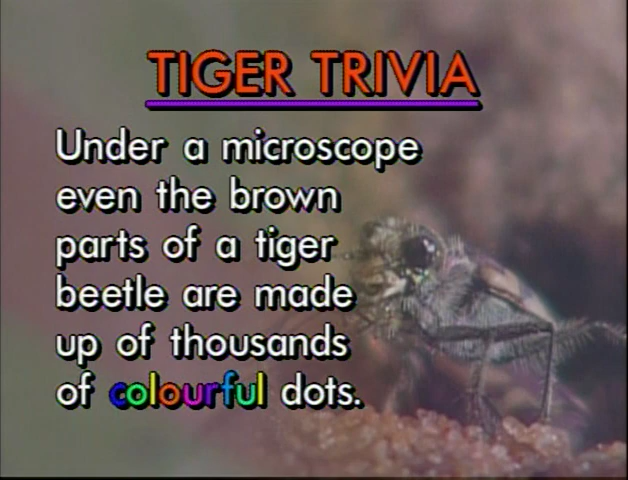 TIGER TRIVIA
Under a microscope
even the brown
parts of a tiger
beetle are made
up of thousands
of colourful dots.